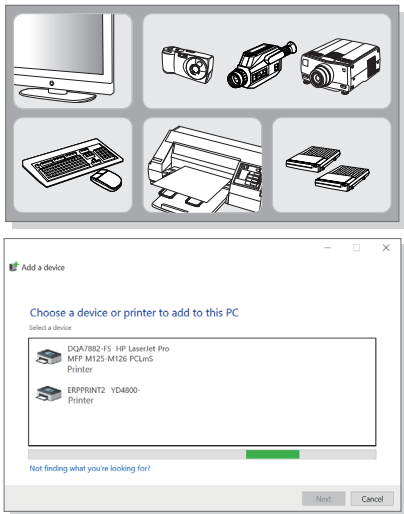 Add a device
Choose a device or printer to add to this PC
Select a device
DQA7882-F5 HP LaserJet Pro
MFP M125-M126 PCLmS
Printer
ERPPRINT2 YD4800-
Printer
Not finding what you're looking for?
Next Cancel